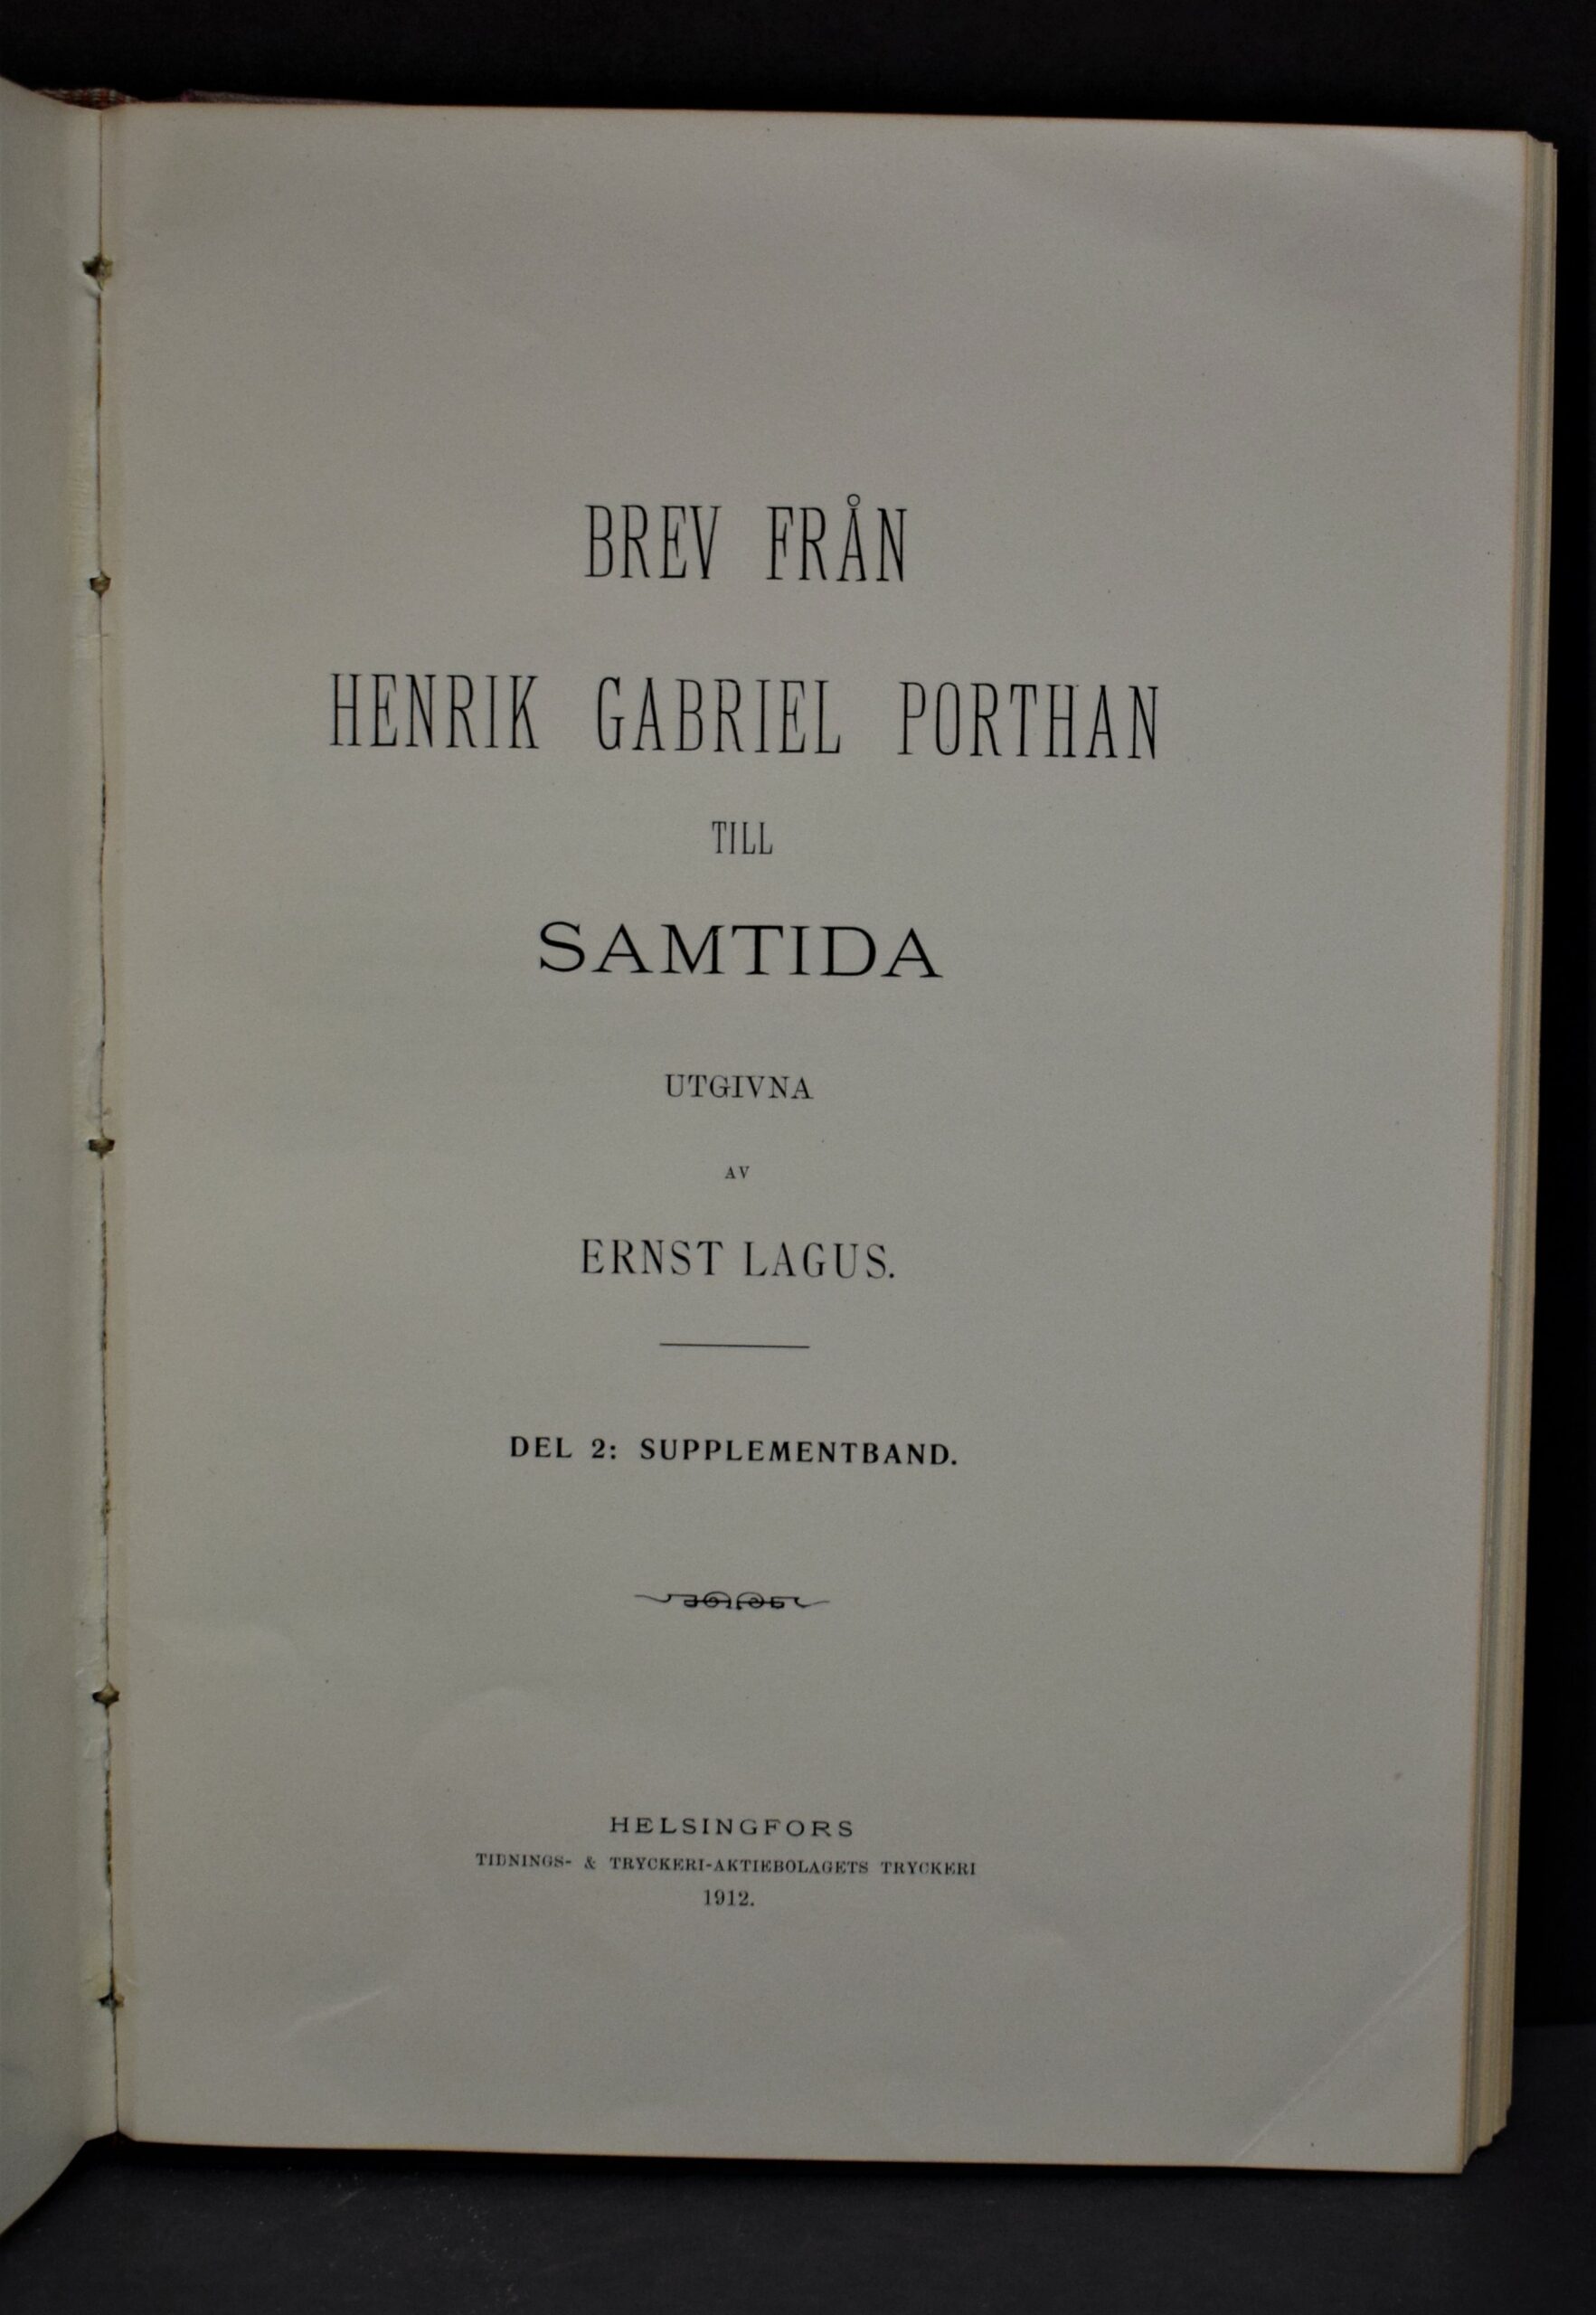 BREV FRÅN
HENRIK GABRIEL PORTHAN
TILL
SAMTIDA
UTGIVNA
AV
ERNST LAGUS.
DEL 2: SUPPLEMENTBAND.
HELSINGFORS
TIDNINGS- & TRYCKERI-AKTIEBOLAGETS TRYCKERI
1912.